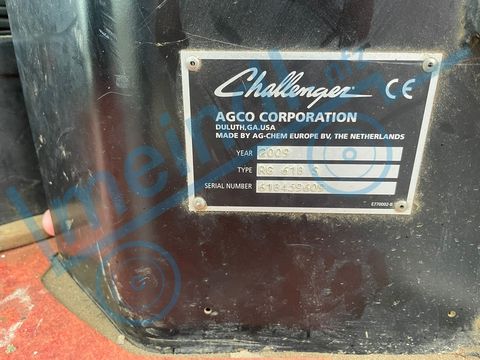 Challenger CE
AGCO CORPORATION
DULUTH,GA.USA
MADE BY AG-CHEM EUROPE BV, THE NETHERLANDS
YEAR 2009
TYPE RG 618 S
SERIAL NUMBER
E770002-B